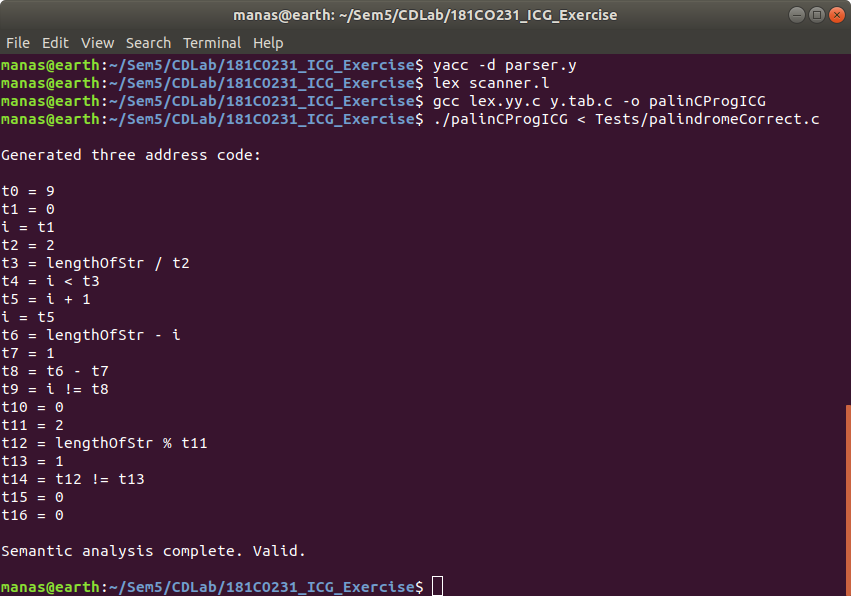 manas@earth: ~/Sem5/CDLab/181CO231_ICG_Exercise
File Edit View Search Terminal Help
manas@earth:~/Sem5/CDLab/181CO231_ICG_Exercise$ yacc -d parser.y
manas@earth:~/Sem5/CDLab/181CO231_ICG_Exercise$ lex scanner.l
manas@earth:~/Sem5/CDLab/181CO231_ICG_Exercise$ gcc lex.yy.c y.tab.c -o palinCProgICG
manas@earth:~/Sem5/CDLab/181CO231_ICG_Exercise$ ./palinCProgICG < Tests/palindromeCorrect.c
Generated three address code:
t0 = 9
t1 = 0
i = t1
t2 = 2
t3 = lengthOfStr / t2
t4 = i < t3
t5 = i + 1
i = t5
t6 = lengthOfStr - i
t7 = 1
t8 = t6 - t7
t9 = i != t8
t10 = 0
t11 = 2
t12 = lengthOfStr % t11
t13 = 1
t14 = t12 != t13
t15 = 0
t16 = 0
Semantic analysis complete. Valid.
manas@earth:~/Sem5/CDLab/181CO231_ICG_Exercise$